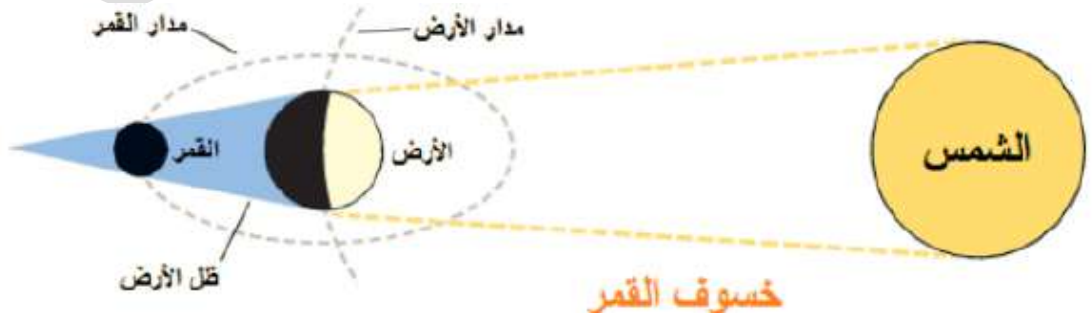 مدار الأرض
مدار القمر
الشمس
الأرض
القمر
ظل الأرض
خسوف القمر